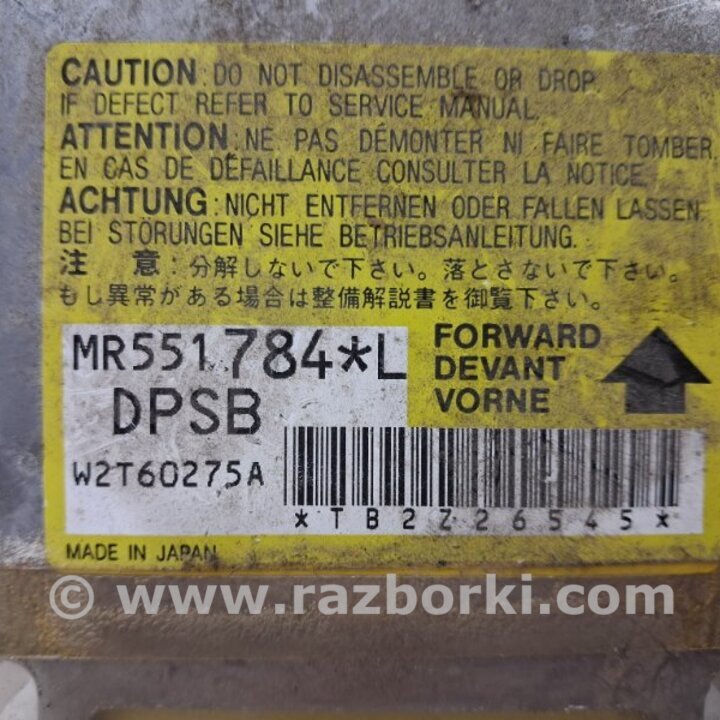 CAUTION: DO NOT DISASSEMBLE OR DROP.
IF DEFECT REFER TO SERVICE MANUAL.
ATTENTION: NE PAS DÉMONTER NI FAIRE TOMBER.
EN CAS DE DÉFAILLANCE CONSULTER LA NOTICE.
ACHTUNG: NICHT ENTFERNEN ODER FALLEN LASSEN.
BEI STÖRUNGEN SIEHE BETRIEBSANLEITUNG.
注 意：分解しないで下さい。落とさないで下さい。
もし異常がある場合は整備解説書を御覧下さい。
MR551784*L
DPSB
W2T60275A
FORWARD
DEVANT
VORNE
*TB2Z26545*
MADE IN JAPAN
© www.razborki.com